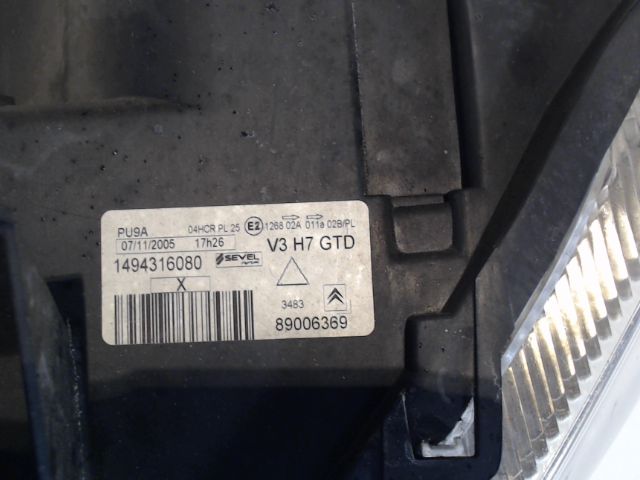 PU9A 04HCR PL 25 E2 1268 02A 011a 02B/PL
07/11/2005 17h26 V3 H7 GTD
1494316080 SEVEL
X
3483
89006369